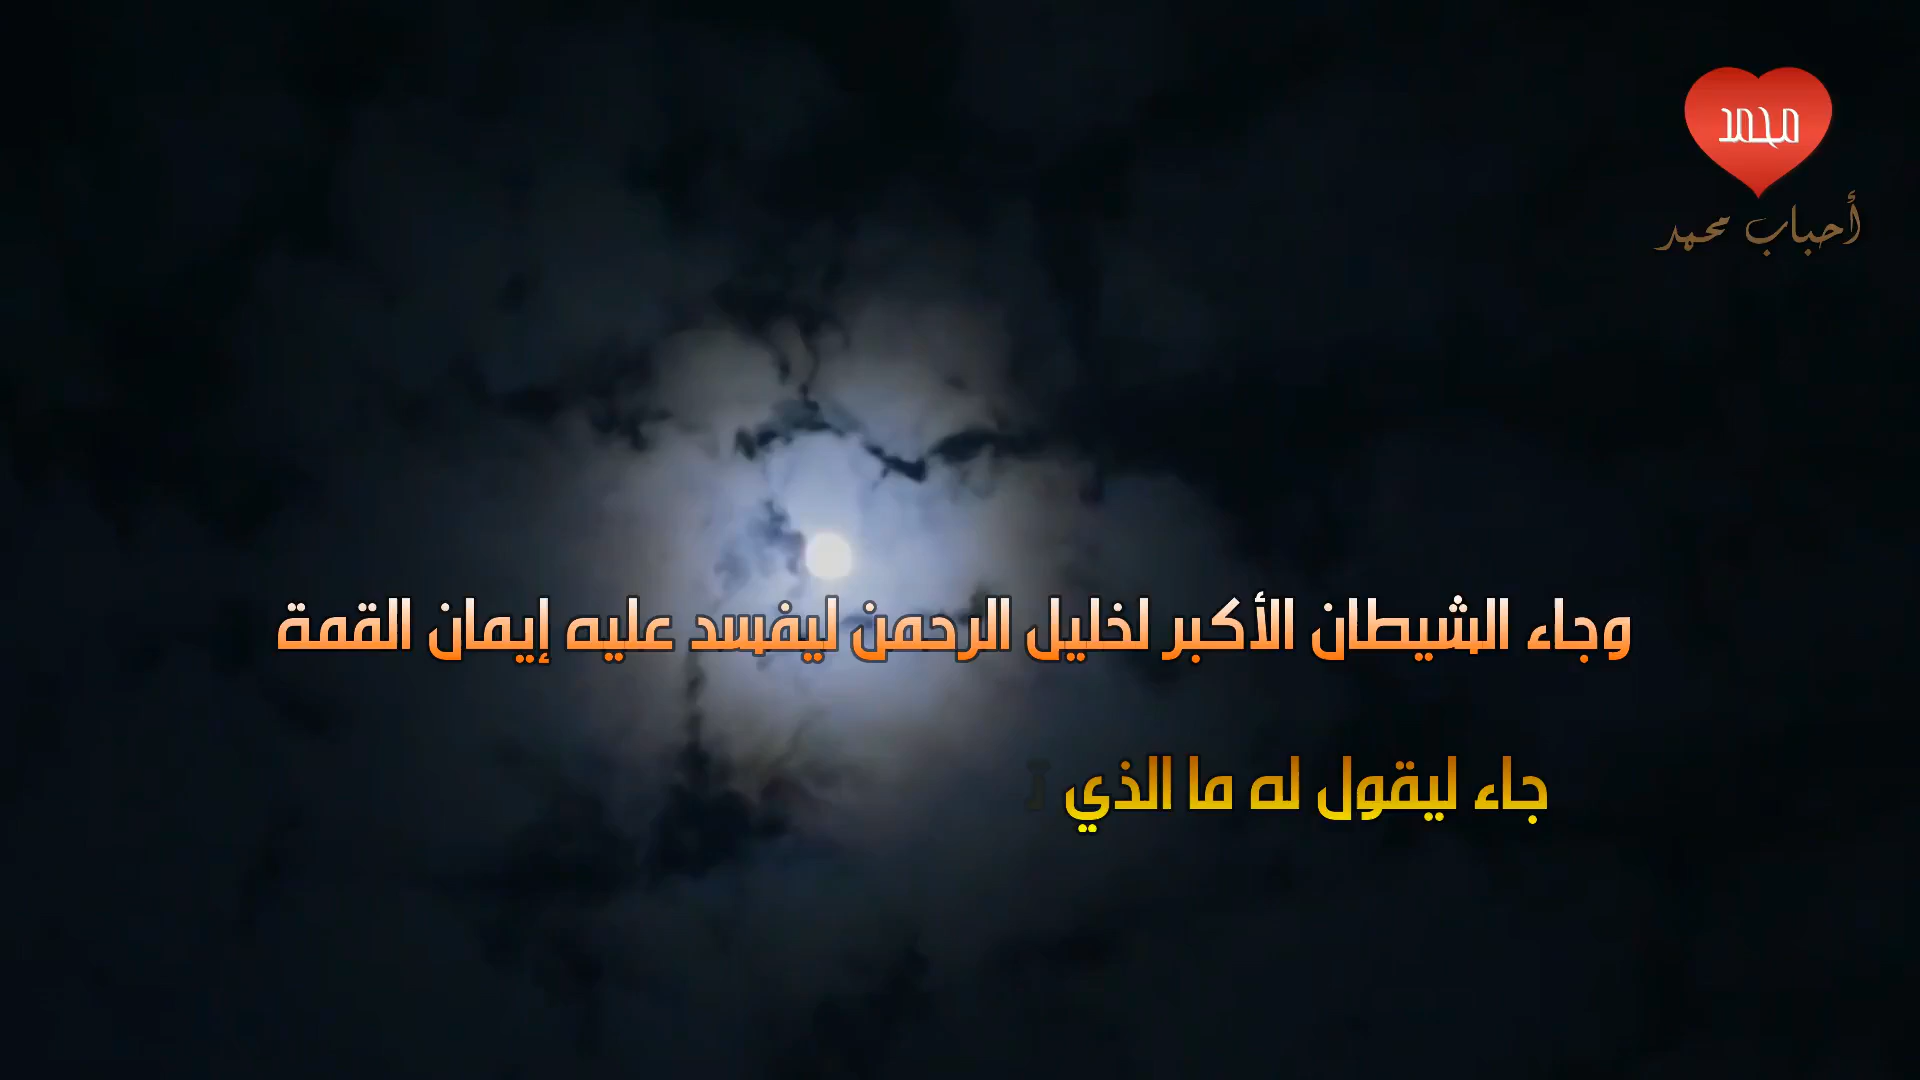 محمد
أحباب محمد
وجاء الشيطان الأكبر لخليل الرحمن ليفسد عليه إيمان القمة
جاء ليقول له ما الذي